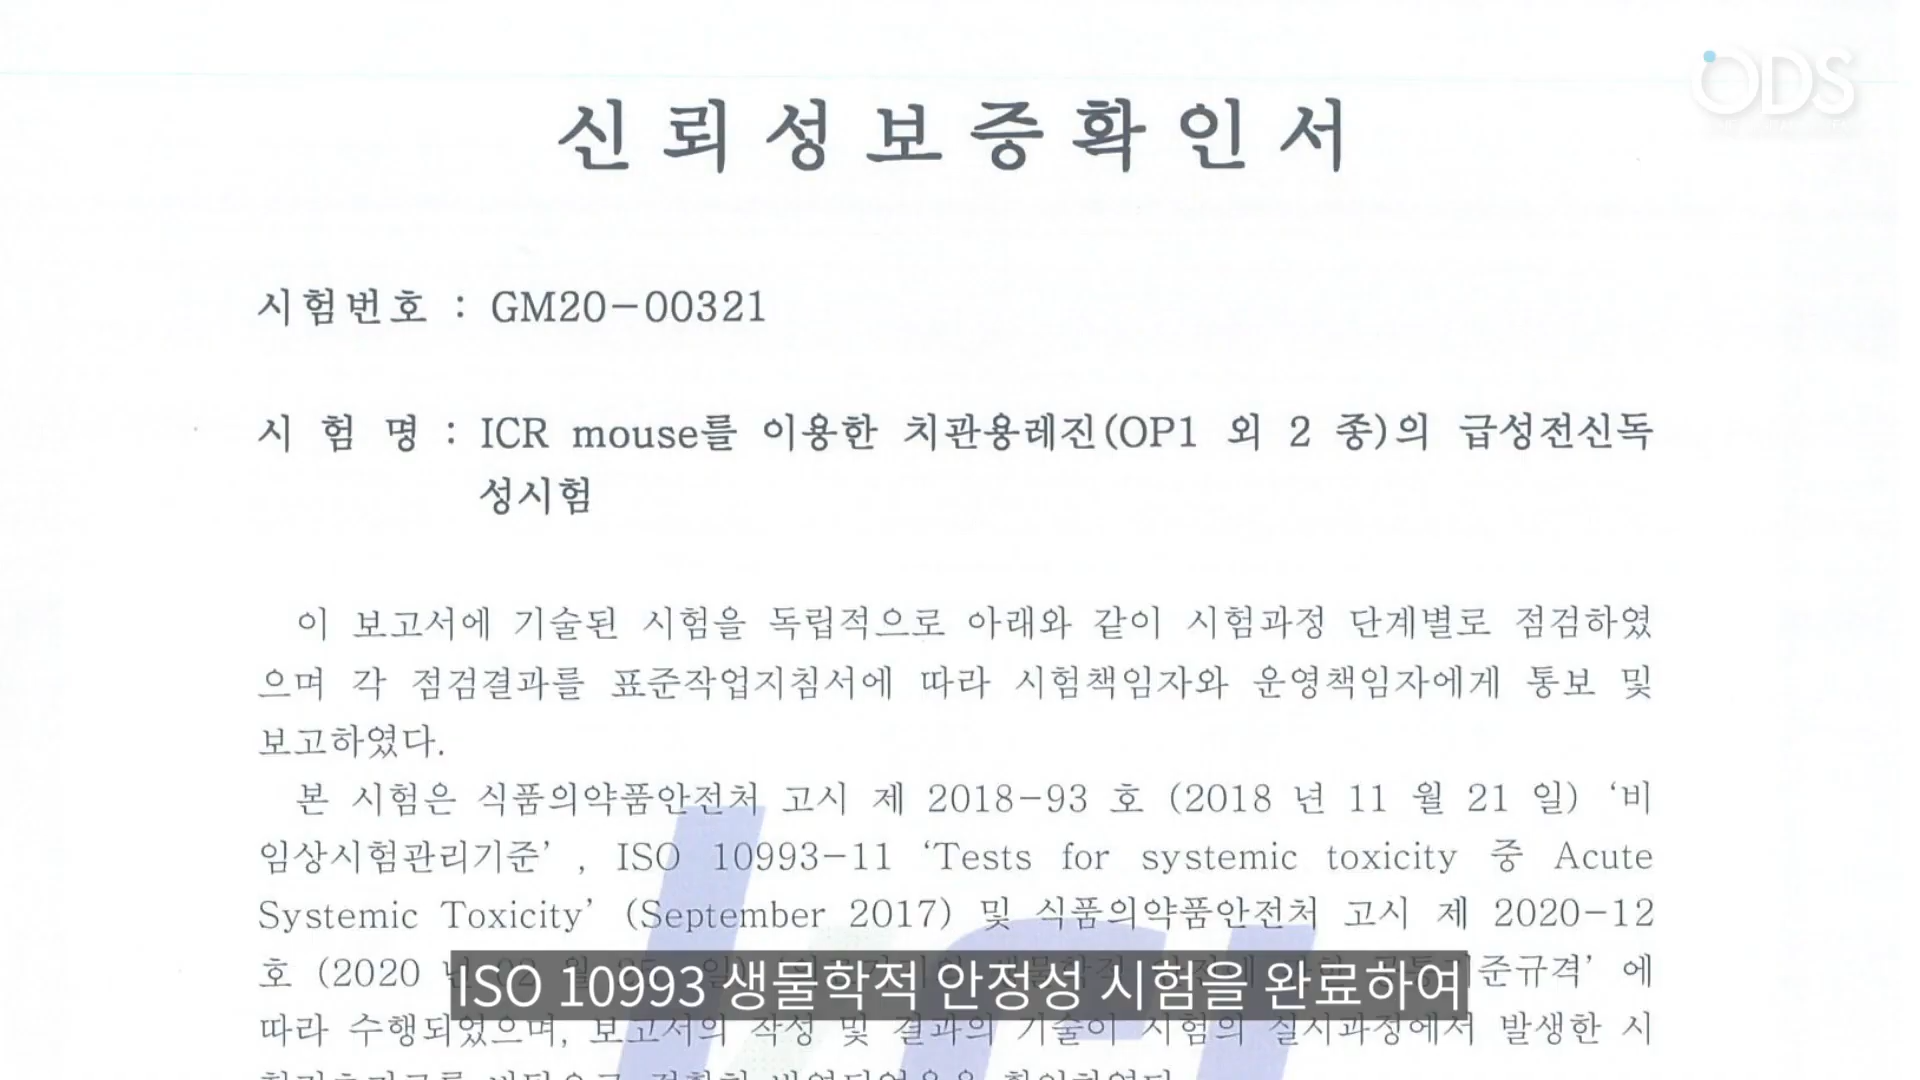 ODS
신뢰성보증확인서
시험번호 : GM20-00321
시 험 명 : ICR mouse를 이용한 치관용레진(OP1 외 2 종)의 급성전신독
성시험
이 보고서에 기술된 시험을 독립적으로 아래와 같이 시험과정 단계별로 점검하였
으며 각 점검결과를 표준작업지침서에 따라 시험책임자와 운영책임자에게 통보 및
보고하였다.
본 시험은 식품의약품안전처 고시 제 2018-93 호 (2018 년 11 월 21 일) ‘비
임상시험관리기준’ , ISO 10993-11 ‘Tests for systemic toxicity 중 Acute
Systemic Toxicity’ (September 2017) 및 식품의약품안전처 고시 제 2020-12
호 (2020 준규격’ 에
ISO 10993 생물학적 안정성 시험을 완료하여
따라 수행되었으며, 보고서의 작성 및 결과의 기술이 시험의 실시과정에서 발생한 시